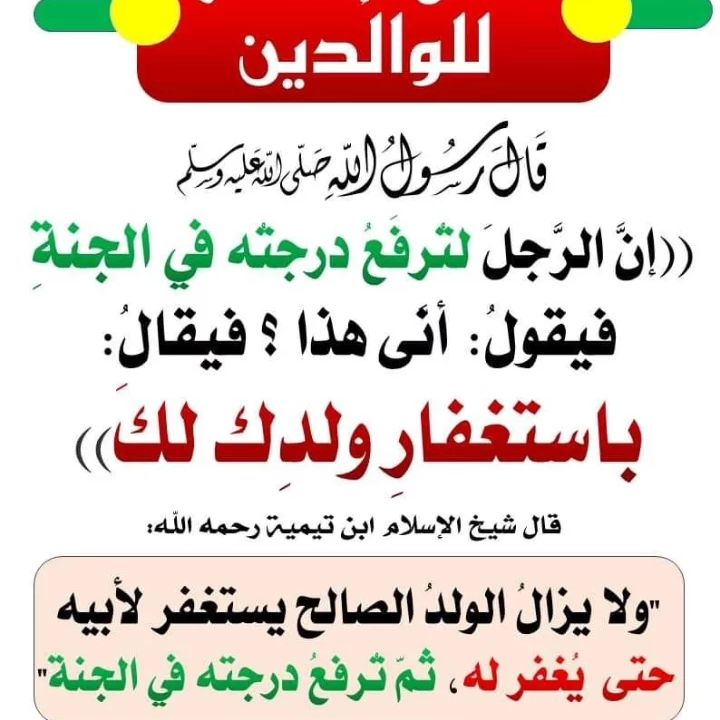 للوالدين
قَالَ رَسُولُ اللَّهِ صَلَّى اللَّهُ عَلَيْهِ وَسَلَّم
((إنَّ الرَّجلَ لتُرفَعُ درجتُه في الجنةِ
فيقولُ: أنَّى هذا ؟ فيقالُ:
باستغفارِ ولدِك لكَ))
قال شيخ الإسلام ابن تيمية رحمه الله:
"ولا يزالُ الولدُ الصالح يستغفر لأبيه
حتى يُغفر له، ثمّ تُرفعُ درجته في الجنة"